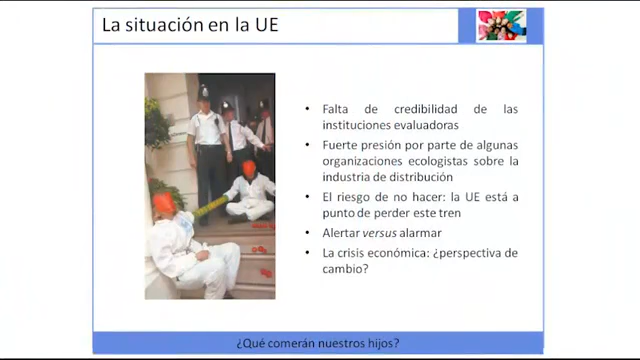 La situación en la UE
• Falta de credibilidad de las
instituciones evaluadoras
• Fuerte presión por parte de algunas
organizaciones ecologistas sobre la
industria de distribución
• El riesgo de no hacer: la UE está a
punto de perder este tren
• Alertar versus alarmar
• La crisis económica: ¿perspectiva de
cambio?
¿Qué comerán nuestros hijos?